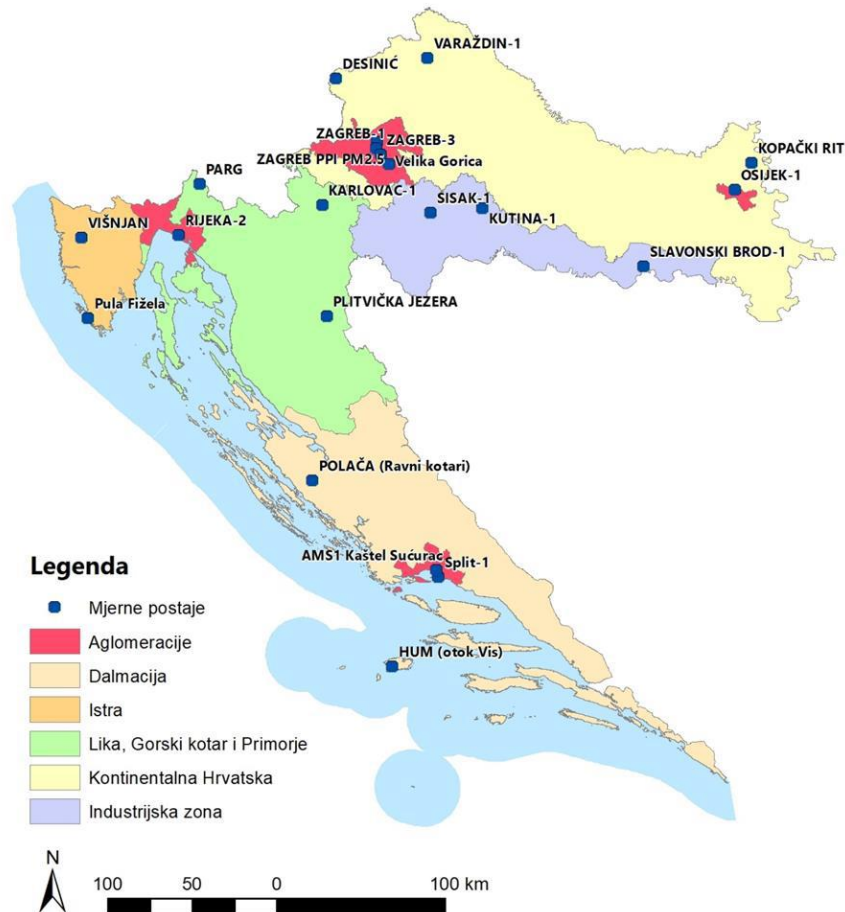 VARAŽDIN-1
DESINIĆ
ZAGREB-1
ZAGREB-3
ZAGREB PPI PM2.5
Velika Gorica
KOPAČKI RIT
OSIJEK-1
PARG
KARLOVAC-1
SISAK-1
KUTINA-1
VIŠNJAN
RIJEKA-2
SLAVONSKI BROD-1
Pula Fižela
PLITVIČKA JEZERA
POLAČA (Ravni kotari)
AMS1 Kaštel Sućurac
Split-1
HUM (otok Vis)
Legenda
Mjerne postaje
Aglomeracije
Dalmacija
Istra
Lika, Gorski kotar i Primorje
Kontinentalna Hrvatska
Industrijska zona
N
100 50 0 100 km